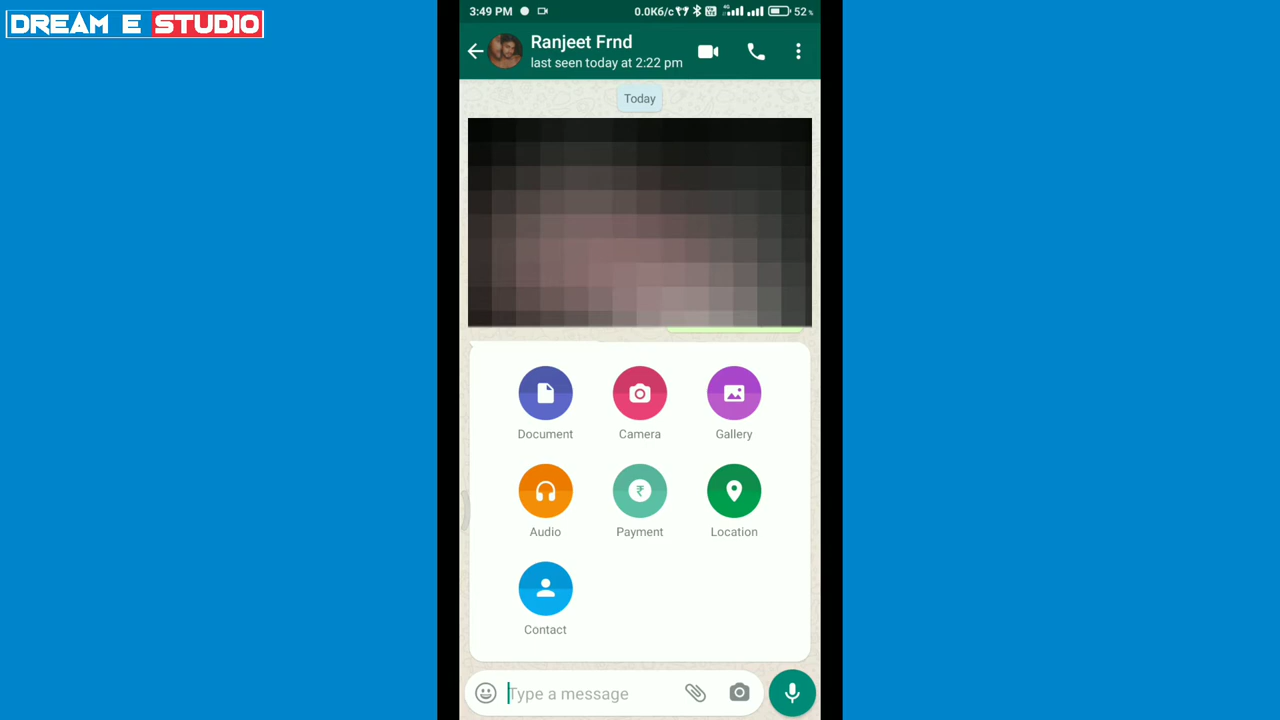 DREAM E STUDIO
3:49 PM 0.0K6/c 4G 52%
Ranjeet Frnd
last seen today at 2:22 pm
Today
Document Camera Gallery
Audio Payment Location
Contact
Type a message